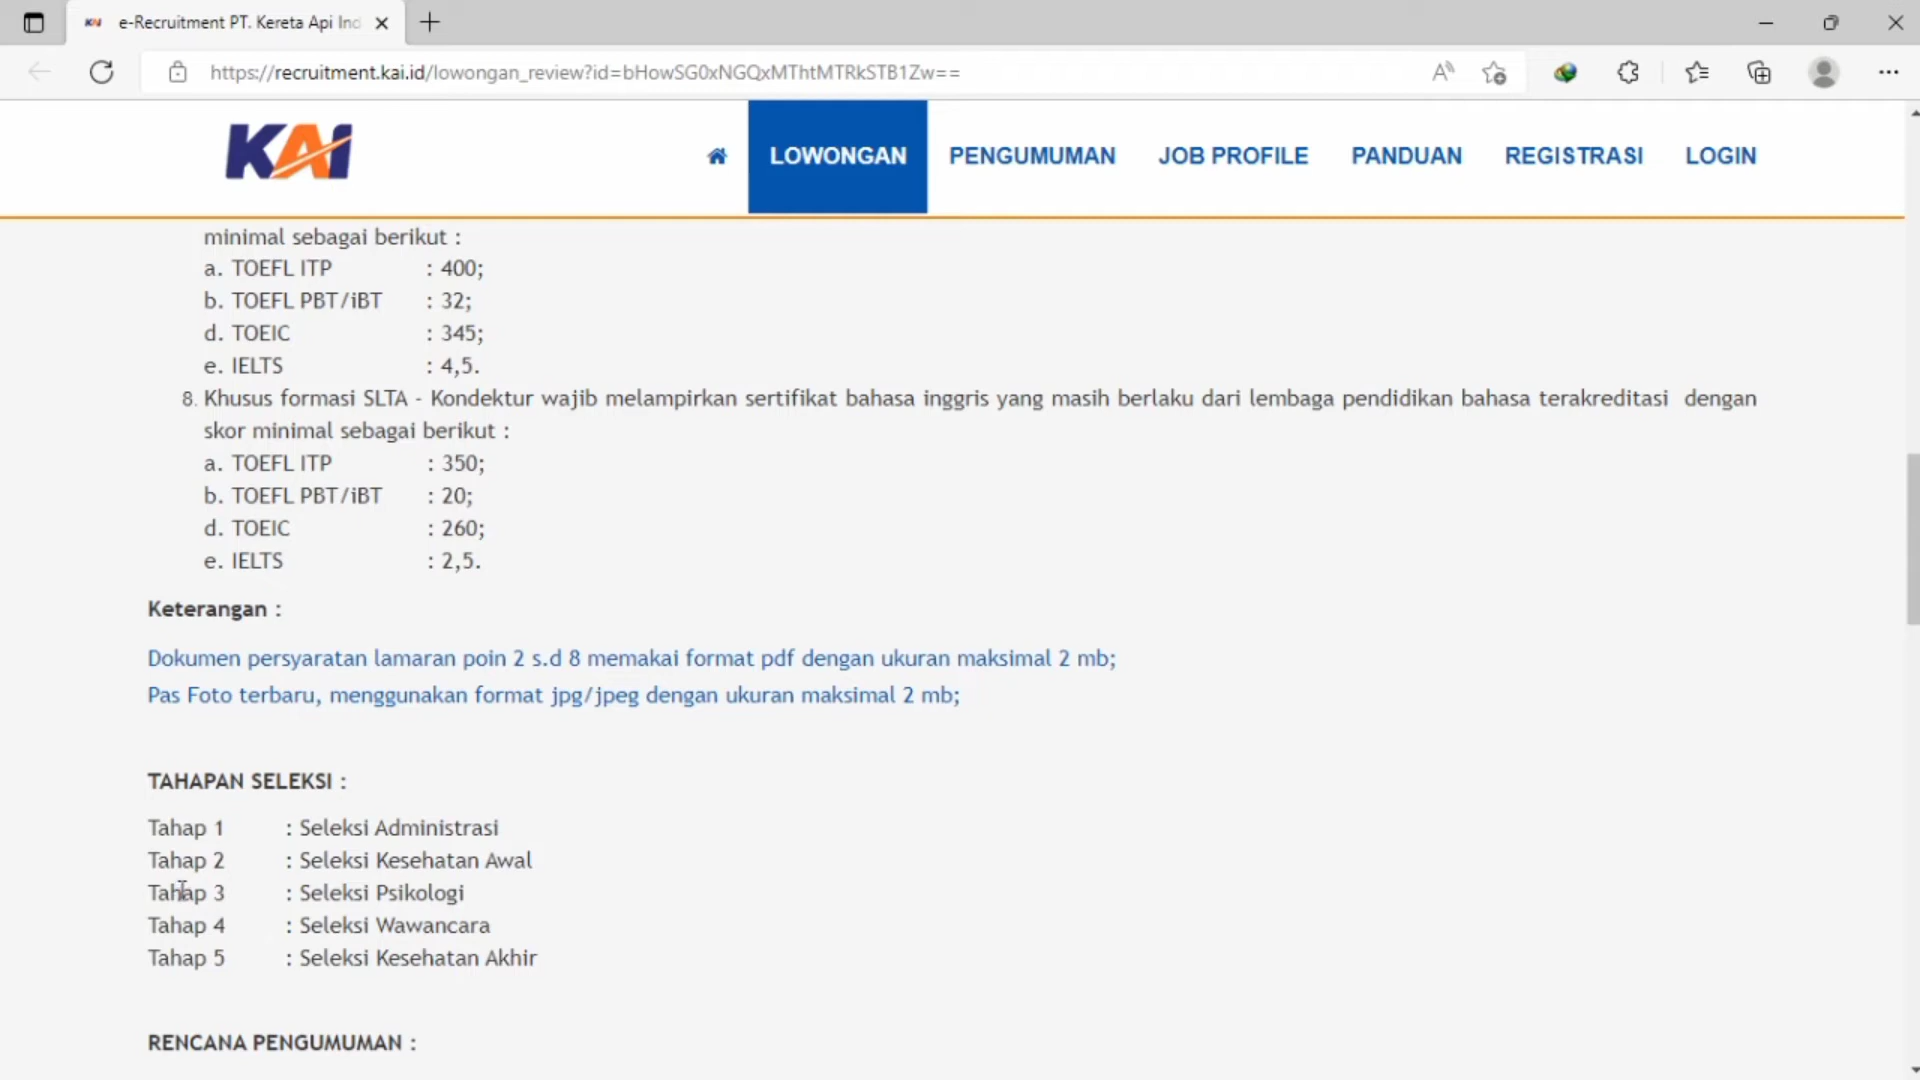 e-Recruitment PT. Kereta Api Ind
https://recruitment.kai.id/lowongan_review?id=bHowSG0xNGQxMThtMTRkSTB1Zw==
KAI
LOWONGAN PENGUMUMAN JOB PROFILE PANDUAN REGISTRASI LOGIN
minimal sebagai berikut :
a. TOEFL ITP : 400;
b. TOEFL PBT/iBT : 32;
d. TOEIC : 345;
e. IELTS : 4,5.
8. Khusus formasi SLTA - Kondektur wajib melampirkan sertifikat bahasa inggris yang masih berlaku dari lembaga pendidikan bahasa terakreditasi dengan
skor minimal sebagai berikut :
a. TOEFL ITP : 350;
b. TOEFL PBT/iBT : 20;
d. TOEIC : 260;
e. IELTS : 2,5.
Keterangan :
Dokumen persyaratan lamaran poin 2 s.d 8 memakai format pdf dengan ukuran maksimal 2 mb;
Pas Foto terbaru, menggunakan format jpg/jpeg dengan ukuran maksimal 2 mb;
TAHAPAN SELEKSI :
Tahap 1 : Seleksi Administrasi
Tahap 2 : Seleksi Kesehatan Awal
Tahap 3 : Seleksi Psikologi
Tahap 4 : Seleksi Wawancara
Tahap 5 : Seleksi Kesehatan Akhir
RENCANA PENGUMUMAN :